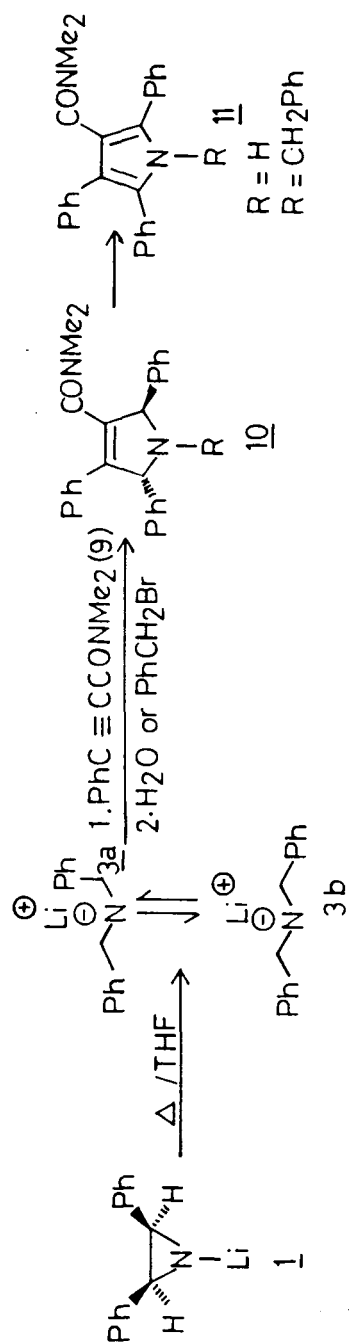 Ph
Ph
H
H
N
Li
1
Δ /THF
Li ⊕
⊖
N
Ph
Ph
3a
Li ⊕
⊖
N
Ph
Ph
3b
1. PhC ≡ CCONMe2 (9)
2. H2O or PhCH2Br
Ph
CONMe2
Ph
Ph
N
R
10
Ph
CONMe2
Ph
Ph
N
R
11
R = H
R = CH2Ph